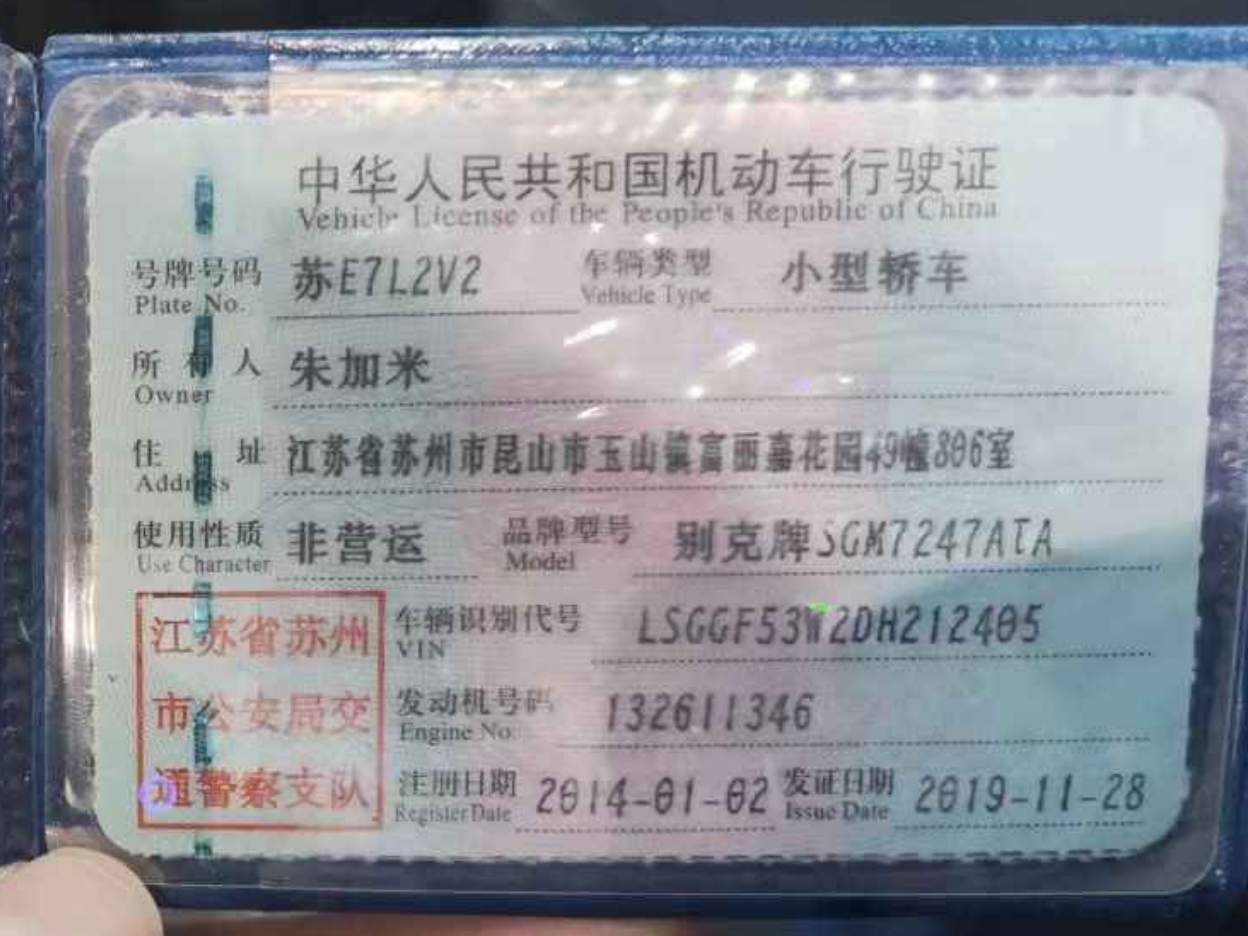 中华人民共和国机动车行驶证
Vehicle License of the People's Republic of China
号牌号码 苏E7L2V2 车辆类型 小型轿车
Plate No. Vehicle Type
所有人 朱加米
Owner
住址 江苏省苏州市昆山市玉山镇富丽嘉花园49幢806室
Address
使用性质 非营运 品牌型号 别克牌SGM7247ATA
Use Character Model
江苏省苏州 车辆识别代号 LSGGF53W2DH212405
VIN
市公安局交 发动机号码 132611346
Engine No.
通警察支队 注册日期 2014-01-02 发证日期 2019-11-28
Register Date Issue Date